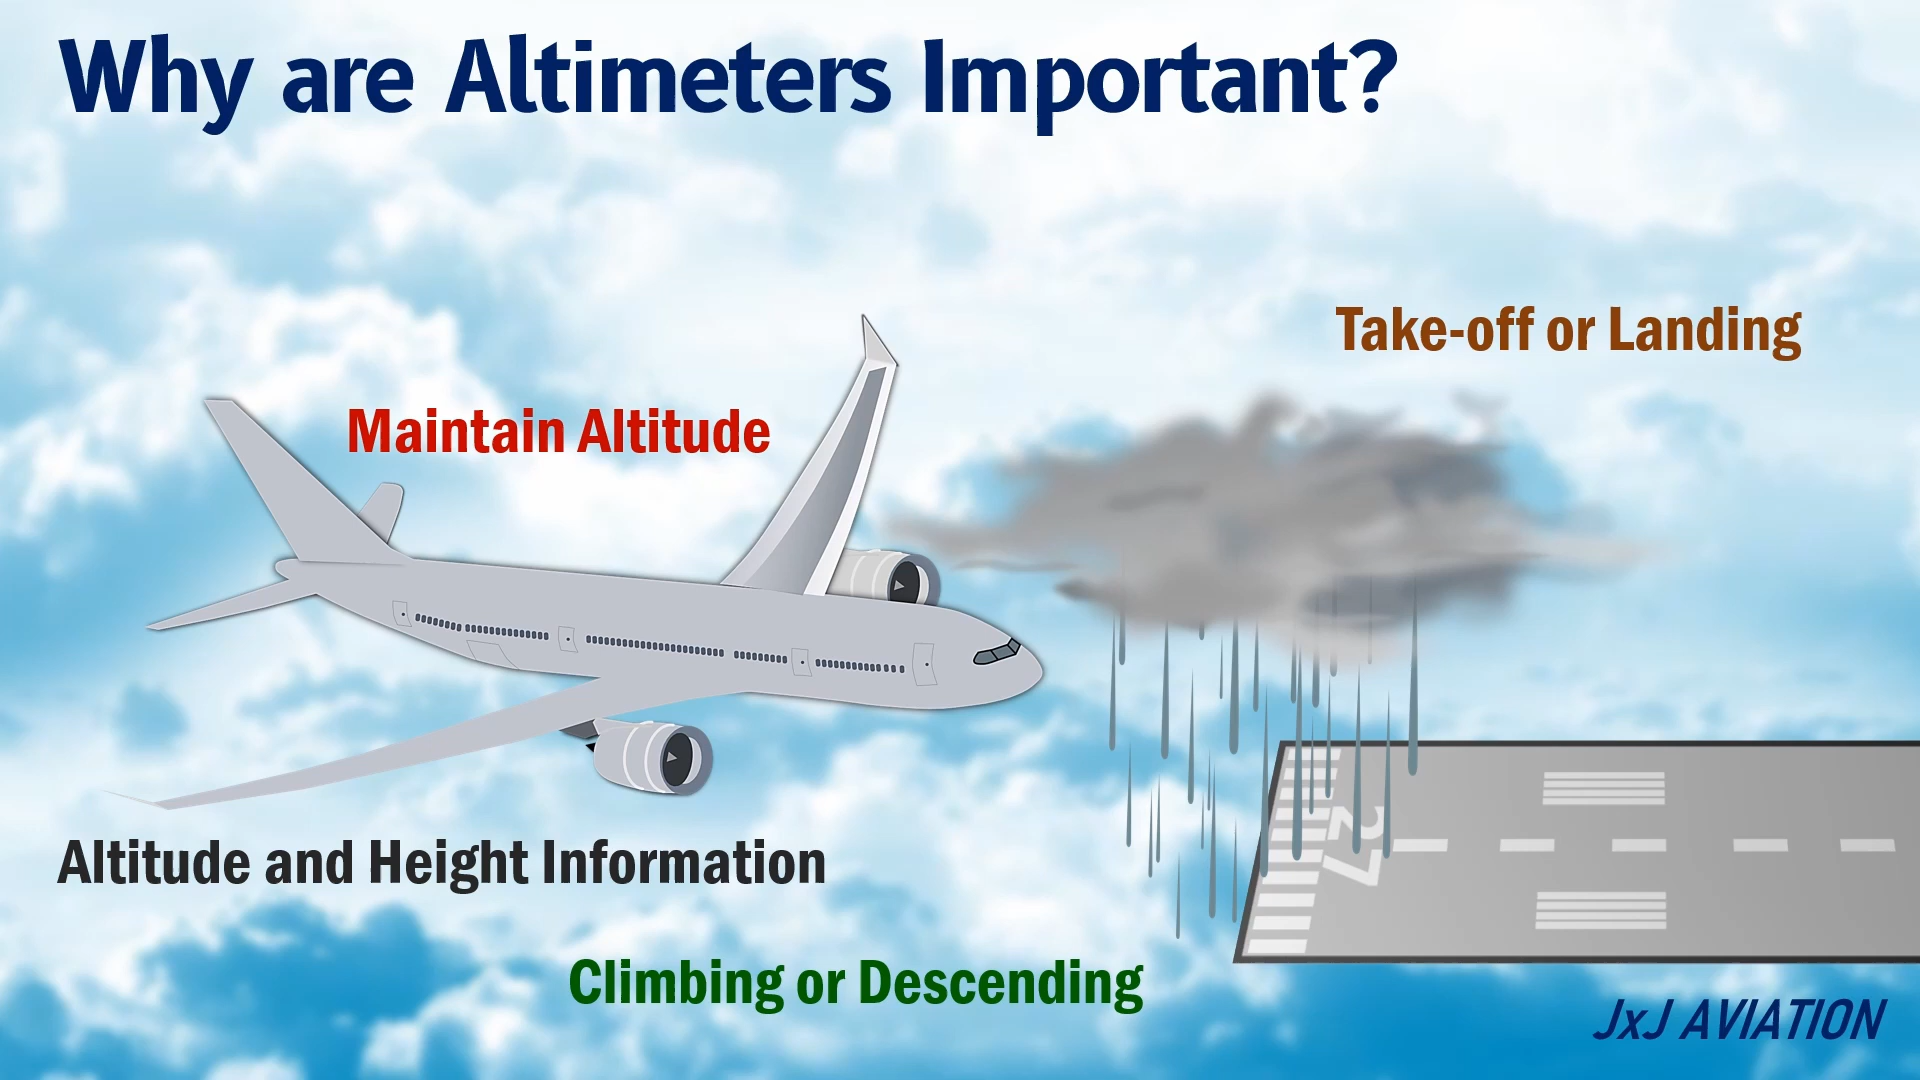 Why are Altimeters Important?
Take-off or Landing
Maintain Altitude
27
Altitude and Height Information
Climbing or Descending
JxJ AVIATION